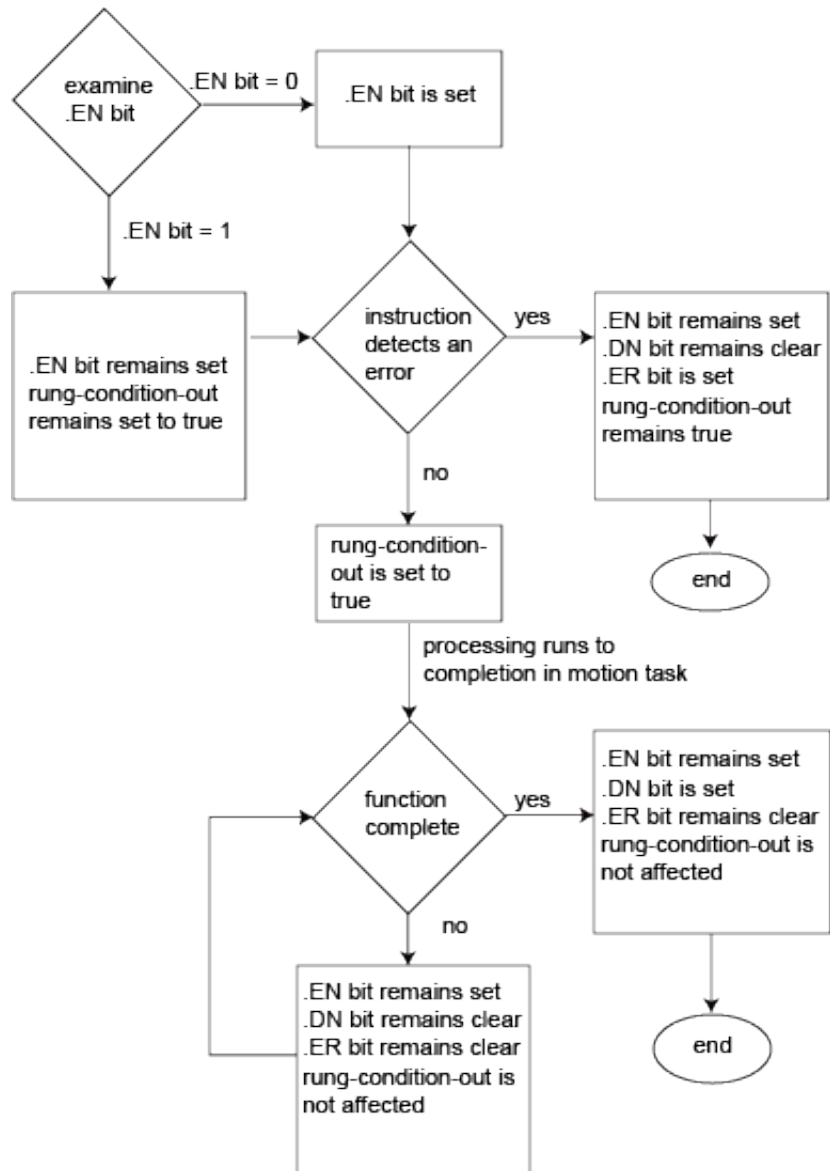 examine
.EN bit
.EN bit = 0
.EN bit is set
.EN bit = 1
.EN bit remains set
rung-condition-out
remains set to true
instruction
detects an
error
yes
.EN bit remains set
.DN bit remains clear
.ER bit is set
rung-condition-out
remains true
no
end
rung-condition-
out is set to
true
processing runs to
completion in motion task
function
complete
yes
.EN bit remains set
.DN bit is set
.ER bit remains clear
rung-condition-out is
not affected
no
.EN bit remains set
.DN bit remains clear
.ER bit remains clear
rung-condition-out is
not affected
end